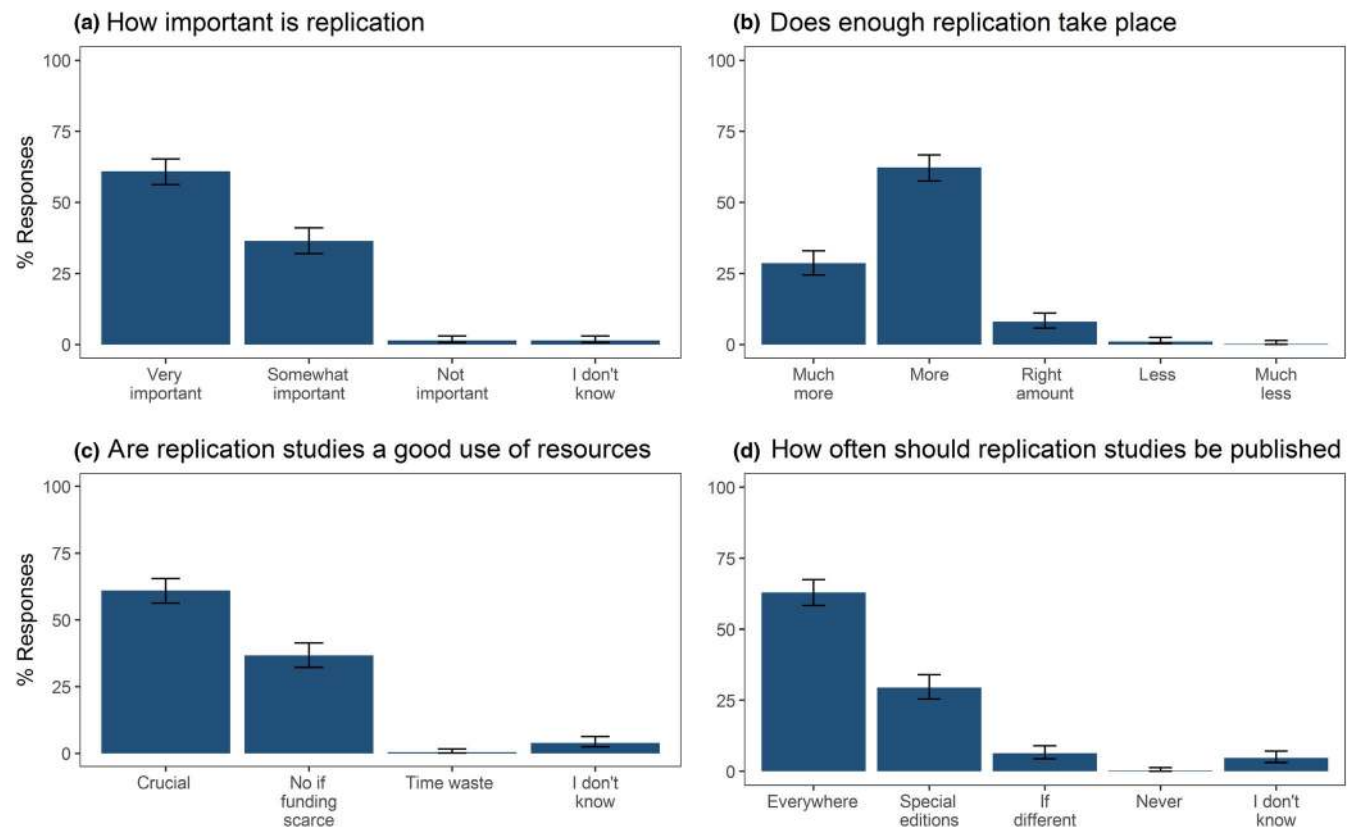 (a) How important is replication
% Responses
100
75
50
25
0
Very
important
Somewhat
important
Not
important
I don't
know
(b) Does enough replication take place
100
75
50
25
0
Much
more
More
Right
amount
Less
Much
less
(c) Are replication studies a good use of resources
% Responses
100
75
50
25
0
Crucial
No if
funding
scarce
Time waste
I don't
know
(d) How often should replication studies be published
100
75
50
25
0
Everywhere
Special
editions
If
different
Never
I don't
know